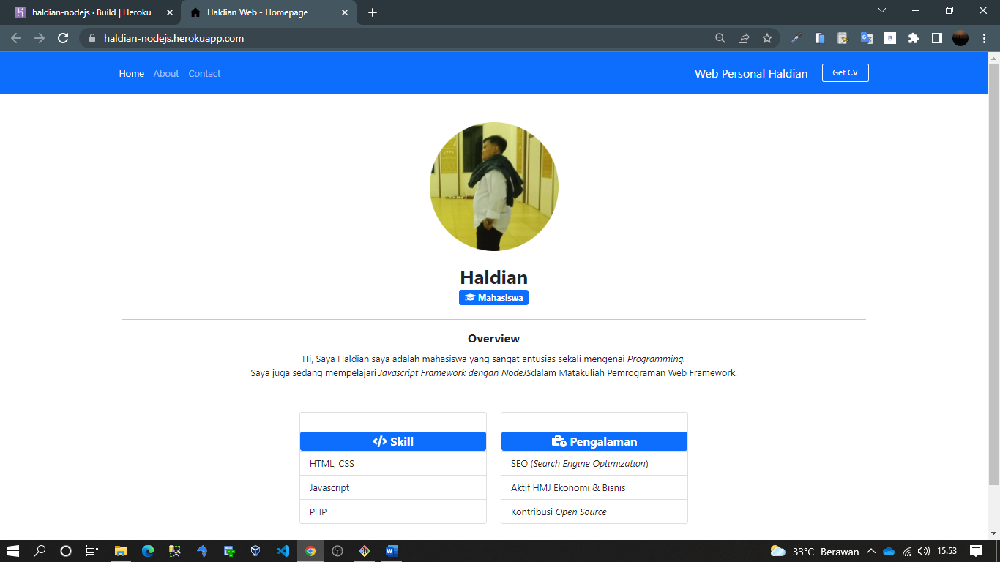 haldian-nodejs · Build | Heroku
Haldian Web - Homepage
haldian-nodejs.herokuapp.com
B
Home About Contact
Web Personal Haldian Get CV
Haldian
Mahasiswa
Overview
Hi, Saya Haldian saya adalah mahasiswa yang sangat antusias sekali mengenai Programming.
Saya juga sedang mempelajari Javascript Framework dengan NodeJSdalam Matakuliah Pemrograman Web Framework.
</> Skill
HTML, CSS
Javascript
PHP
Pengalaman
SEO (Search Engine Optimization)
Aktif HMJ Ekonomi & Bisnis
Kontribusi Open Source
33°C Berawan 15.53